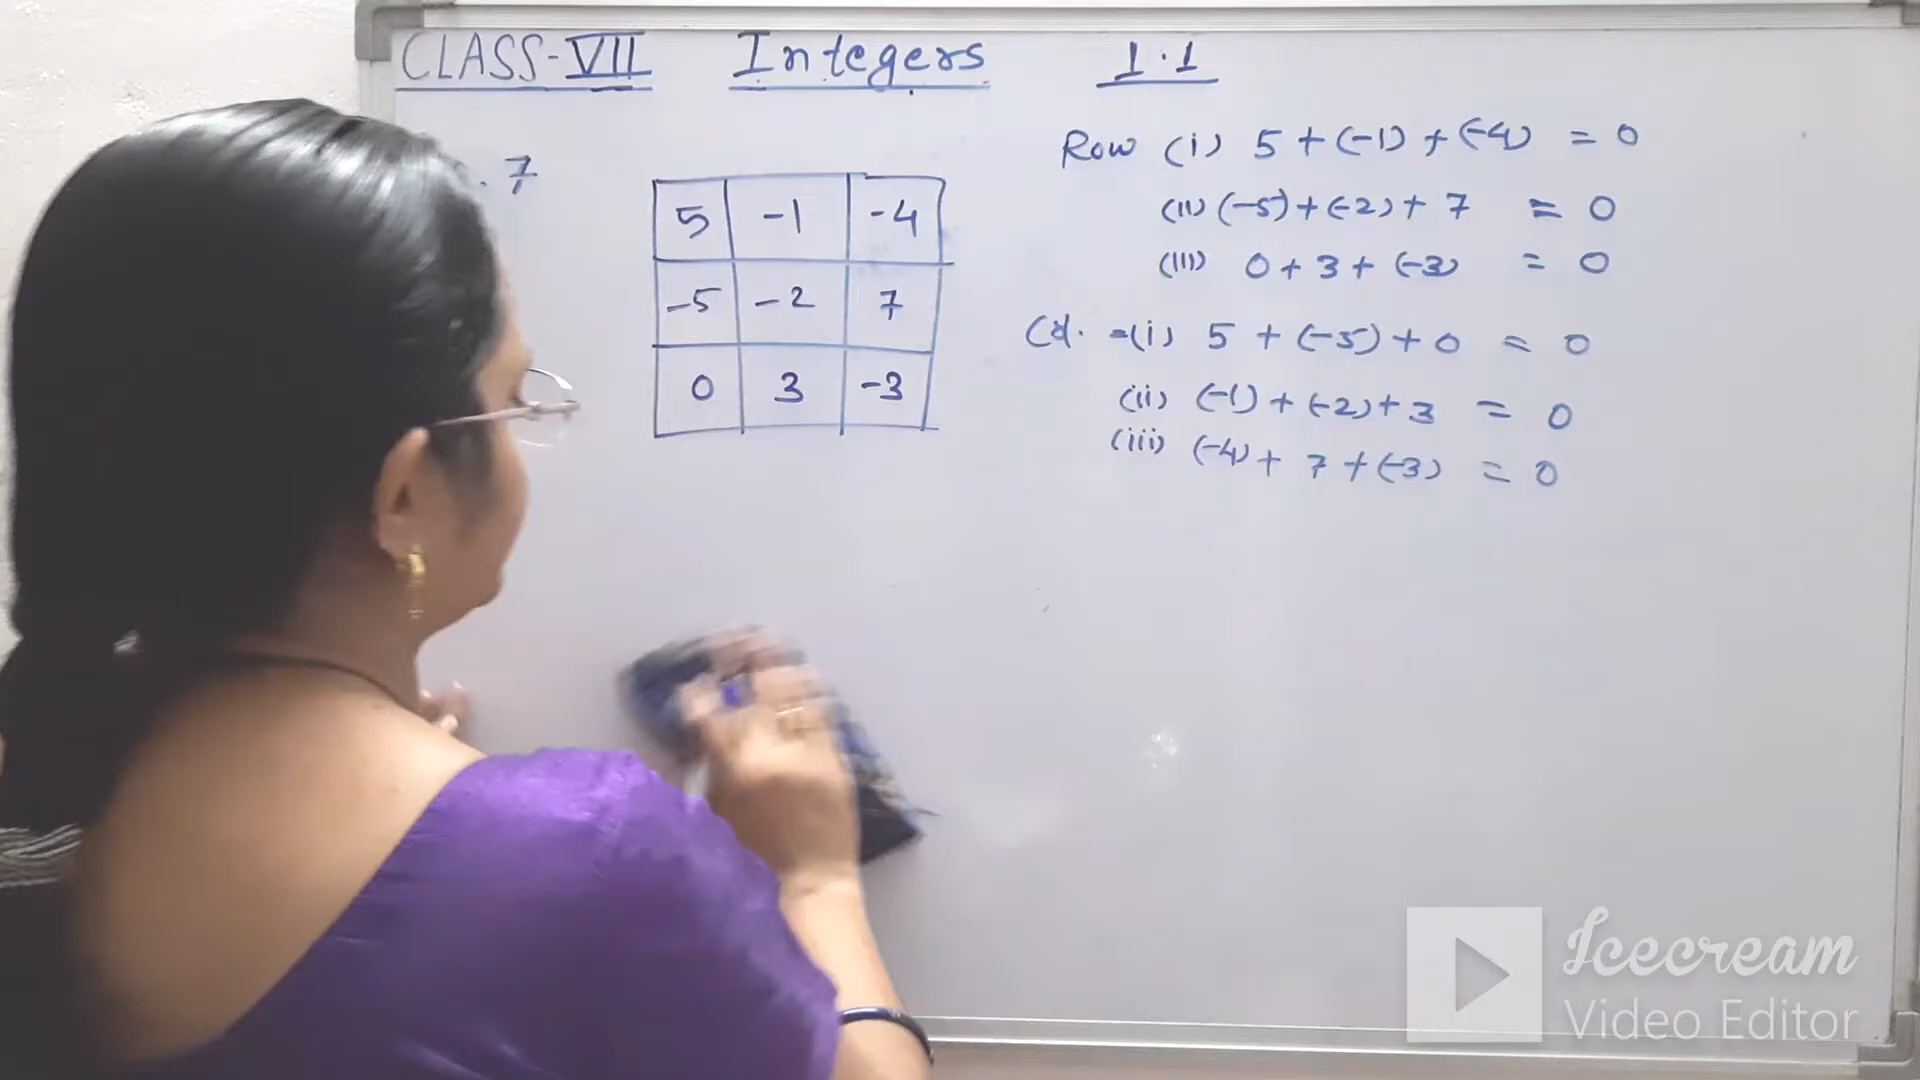 CLASS-VII Integers 1.1
. 7
5 -1 -4
-5 -2 7
0 3 -3
Row (i) 5 + (-1) + (-4) = 0
(ii) (-5) + (-2) + 7 = 0
(iii) 0 + 3 + (-3) = 0
Col. (i) 5 + (-5) + 0 = 0
(ii) (-1) + (-2) + 3 = 0
(iii) (-4) + 7 + (-3) = 0
Icecream
Video Editor